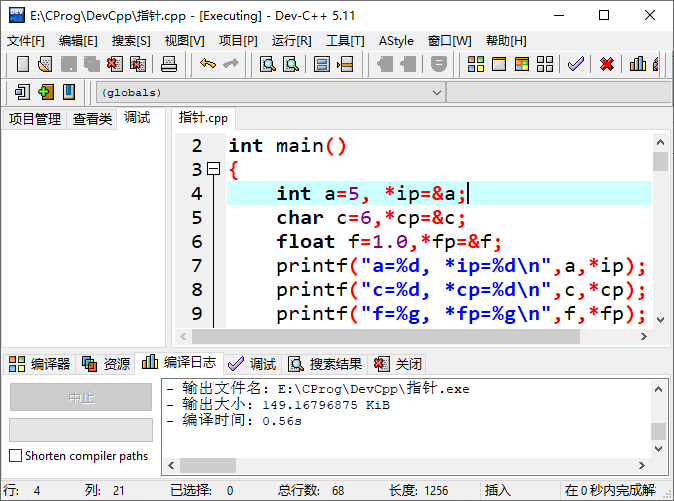 E:\CProg\DevCpp\指针.cpp - [Executing] - Dev-C++ 5.11
文件[F] 编辑[E] 搜索[S] 视图[V] 项目[P] 运行[R] 工具[T] AStyle 窗口[W] 帮助[H]
(globals)
项目管理 查看类 调试 指针.cpp
2 int main()
3 {
4 int a=5, *ip=&a;
5 char c=6,*cp=&c;
6 float f=1.0,*fp=&f;
7 printf("a=%d, *ip=%d\n",a,*ip);
8 printf("c=%d, *cp=%d\n",c,*cp);
9 printf("f=%g, *fp=%g\n",f,*fp);
编译器 资源 编译日志 调试 搜索结果 关闭
中止
Shorten compiler paths
- 输出文件名: E:\CProg\DevCpp\指针.exe
- 输出大小: 149.16796875 KiB
- 编译时间: 0.56s
行: 4 列: 21 已选择: 0 总行数: 68 长度: 1256 插入 在 0 秒内完成解